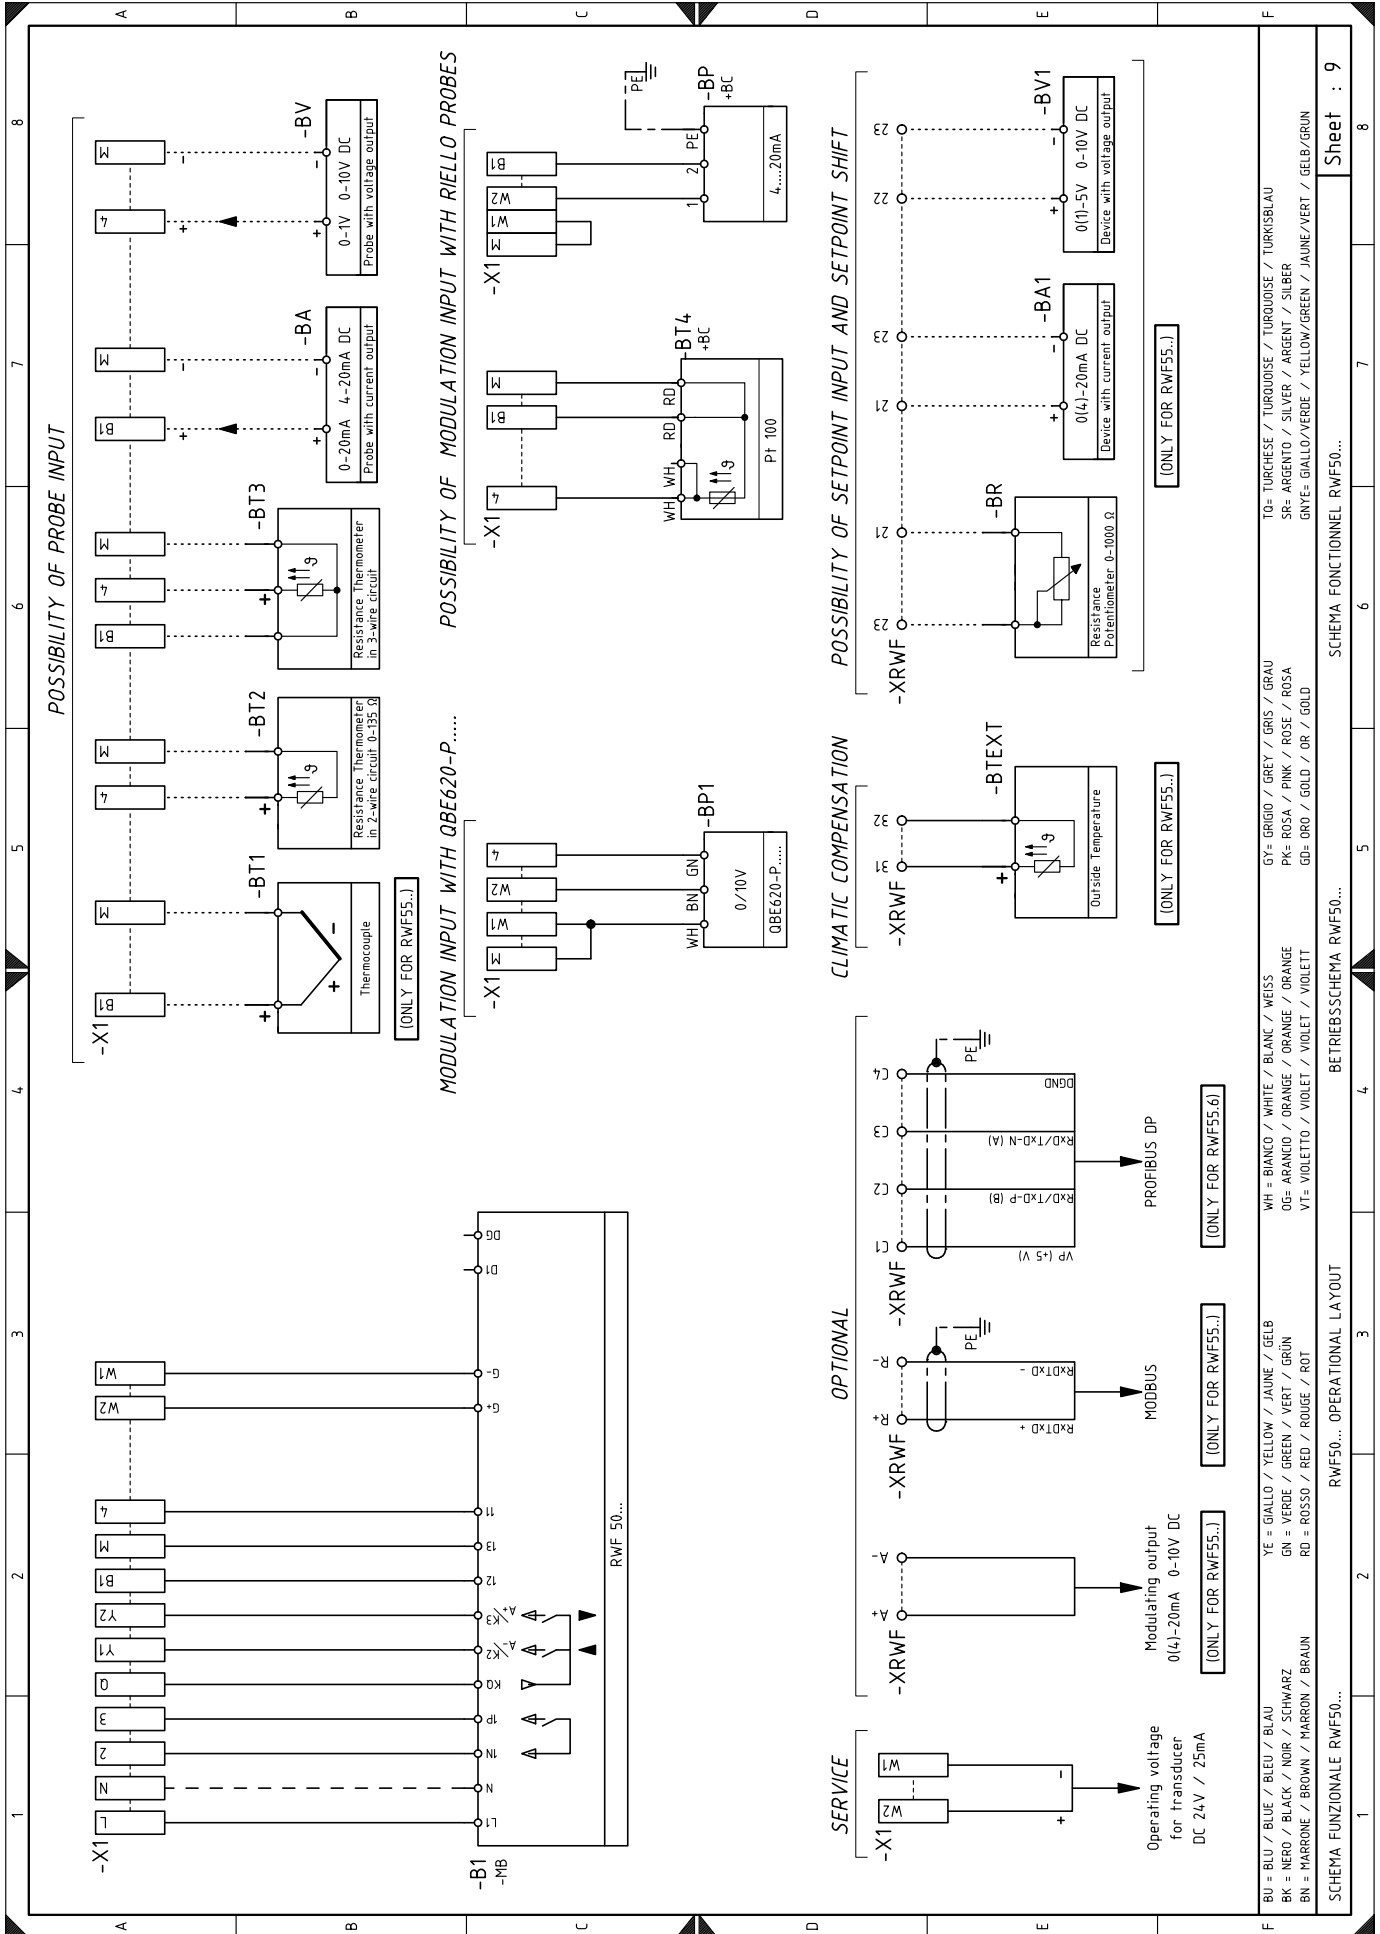 1 2 3 4 5 6 7 8
A
B
C
D
E
F
-X1
L N 2 3 Q Y1 Y2 B1 M 4 W2 W1
L1 N 1N 1P KQ K2/A- K3/A+ 12 13 11 G+ G- D1 DG
-B1
-MB
RWF 50...
POSSIBILITY OF PROBE INPUT
-X1
B1 M 4 M B1 4 M B1 M 4 M
-BT1
+ -
Thermocouple
(ONLY FOR RWF55..)
-BT2
+
ϑ
Resistance Thermometer
in 2-wire circuit 0-135 Ω
-BT3
+
ϑ
Resistance Thermometer
in 3-wire circuit
-BA
+ -
0-20mA 4-20mA DC
Probe with current output
-BV
+ -
0-1V 0-10V DC
Probe with voltage output
MODULATION INPUT WITH QBE620-P.....
-X1
M W1 W2 4
WH BN GN
-BP1
0/10V
QBE620-P.....
POSSIBILITY OF MODULATION INPUT WITH RIELLO PROBES
-X1
4 B1 M
WH WH RD RD
-BT4
+BC
ϑ
Pt 100
-X1
M W1 W2 B1
1 2 PE
PE
-BP
+BC
4....20mA
SERVICE
-X1
W2 W1
+ -
Operating voltage
for transducer
DC 24V / 25mA
OPTIONAL
-XRWF
A+ A-
Modulating output
0(4)-20mA 0-10V DC
(ONLY FOR RWF55..)
-XRWF
R+ R-
RxDTxD +
RxDTxD -
PE
MODBUS
(ONLY FOR RWF55..)
-XRWF
C1 C2 C3 C4
VP (+5 V)
RxD/TxD-P (B)
RxD/TxD-N (A)
DGND
PE
PROFIBUS DP
(ONLY FOR RWF55.6)
CLIMATIC COMPENSATION
-XRWF
31 32
-BTEXT
+
ϑ
Outside Temperature
(ONLY FOR RWF55..)
POSSIBILITY OF SETPOINT INPUT AND SETPOINT SHIFT
-XRWF
23 21 21 23 22 23
-BR
Resistance
Potentiometer 0-1000 Ω
-BA1
+ -
0(4)-20mA DC
Device with current output
-BV1
+ -
0(1)-5V 0-10V DC
Device with voltage output
(ONLY FOR RWF55..)
BU = BLU / BLUE / BLEU / BLAU
BK = NERO / BLACK / NOIR / SCHWARZ
BN = MARRONE / BROWN / MARRON / BRAUN
YE = GIALLO / YELLOW / JAUNE / GELB
GN = VERDE / GREEN / VERT / GRÜN
RD = ROSSO / RED / ROUGE / ROT
WH = BIANCO / WHITE / BLANC / WEISS
OG= ARANCIO / ORANGE / ORANGE / ORANGE
VT= VIOLETTO / VIOLET / VIOLET / VIOLETT
GY= GRIGIO / GREY / GRIS / GRAU
PK= ROSA / PINK / ROSE / ROSA
GD= ORO / GOLD / OR / GOLD
TQ= TURCHESE / TURQUOISE / TURQUOISE / TURKISBLAU
SR= ARGENTO / SILVER / ARGENT / SILBER
GNYE= GIALLO/VERDE / YELLOW/GREEN / JAUNE/VERT / GELB/GRUN
SCHEMA FUNZIONALE RWF50...
RWF50... OPERATIONAL LAYOUT
BETRIEBSSCHEMA RWF50...
SCHEMA FONCTIONNEL RWF50...
Sheet : 9
1 2 3 4 5 6 7 8